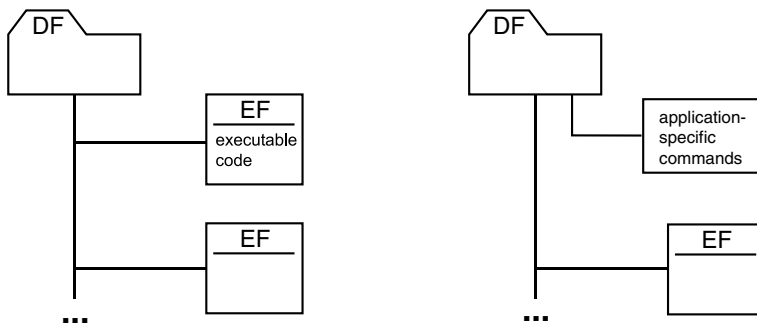 DF
EF
executable
code
EF
...
DF
application-
specific
commands
EF
...